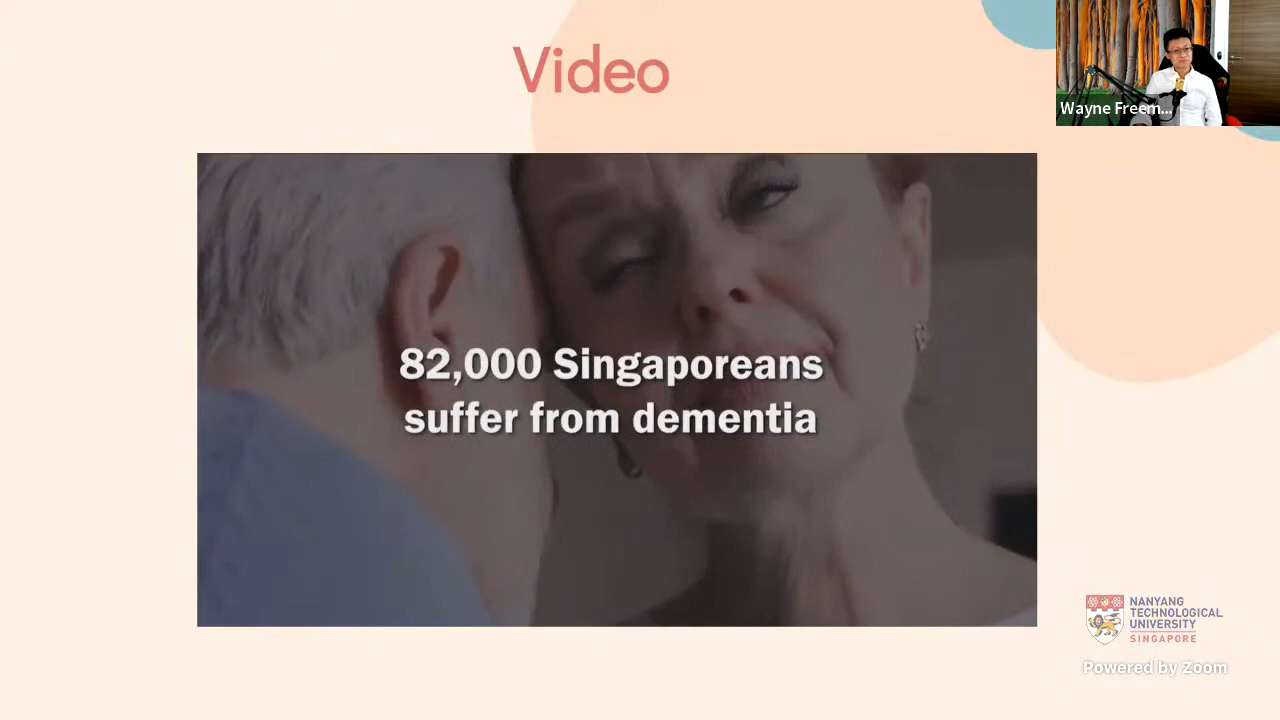 Video
Wayne Freem...
82,000 Singaporeans
suffer from dementia
NANYANG
TECHNOLOGICAL
UNIVERSITY
SINGAPORE
Powered by Zoom